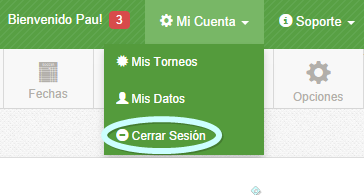 Bienvenido Pau! 3 Mi Cuenta Soporte
Mis Torneos
Fechas Opciones
Mis Datos
Cerrar Sesión